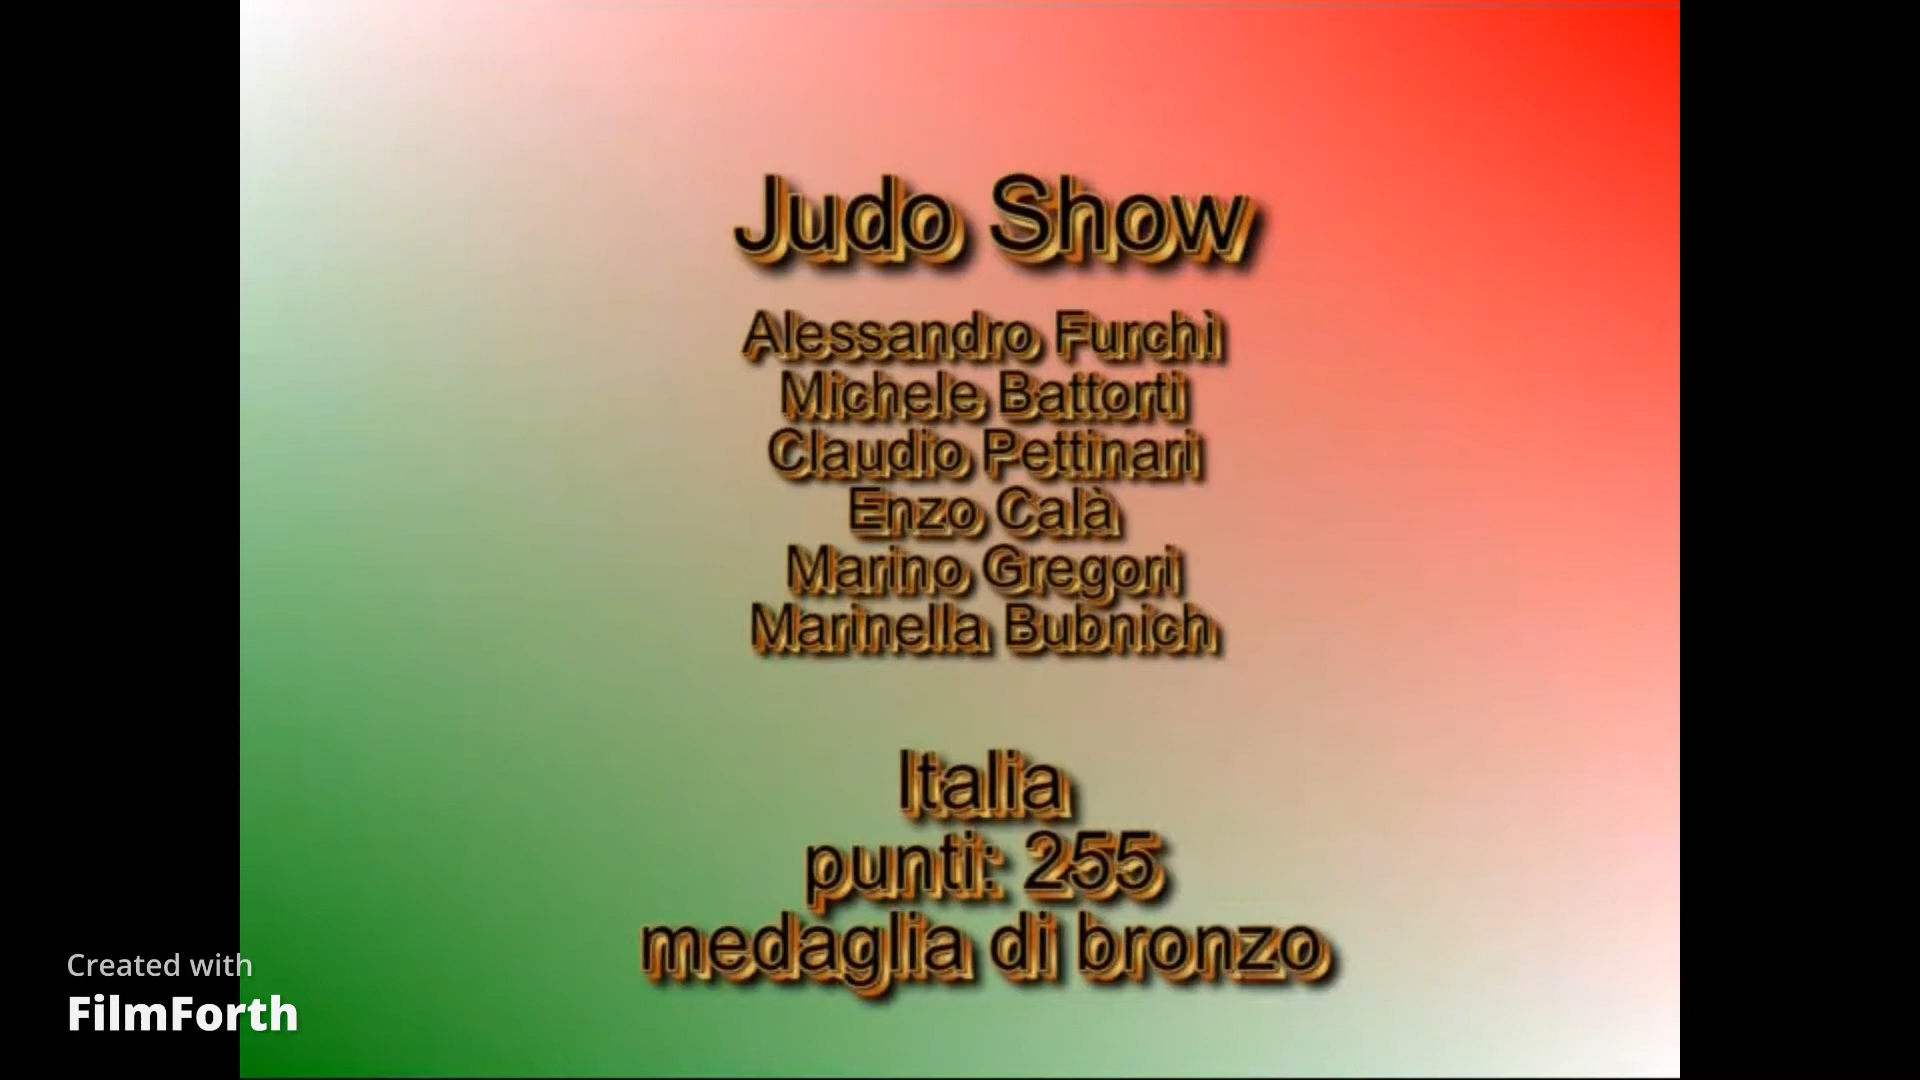 Judo Show
Alessandro Furchì
Michele Battorti
Claudio Pettinari
Enzo Calà
Marino Gregori
Marinella Bubnich
Italia
punti: 255
medaglia di bronzo
Created with
FilmForth